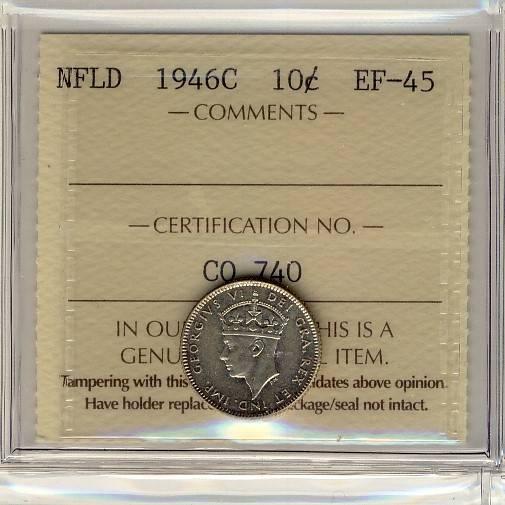 NFLD 1946C 10¢ EF-45
— COMMENTS —
— CERTIFICATION NO. —
CO 740
IN OU HIS IS A
GENU L ITEM.
Tampering with this idates above opinion.
Have holder replac ckage/seal not intact.
GEORGIVS VI DEI GRA. REX ET IND. IMP.